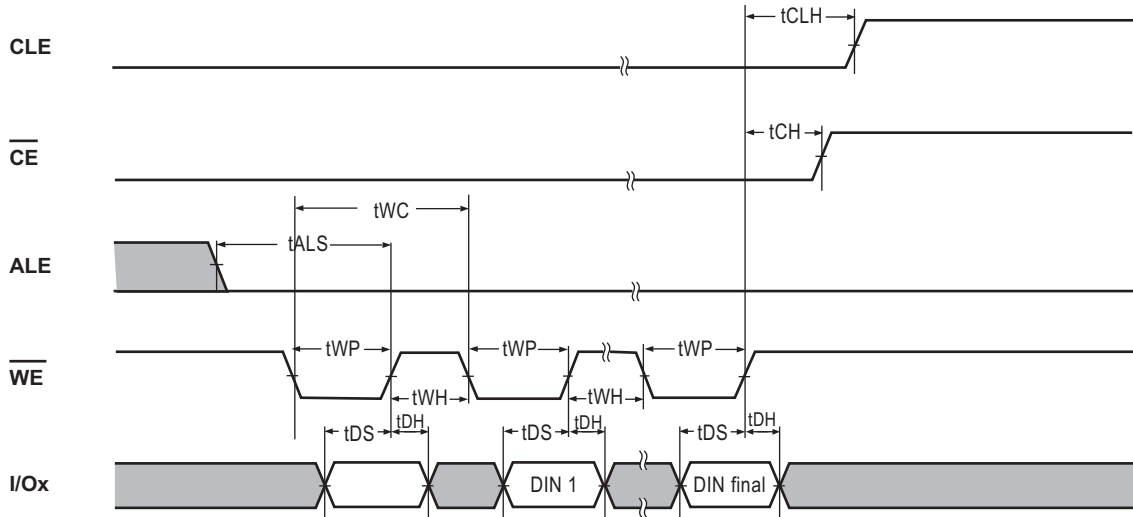 tCLH
CLE
tCH
CE
tWC
tALS
ALE
tWP tWP tWP
WE
tWH tWH
tDS tDH tDS tDH tDS tDH
I/Ox DIN 1 DIN final